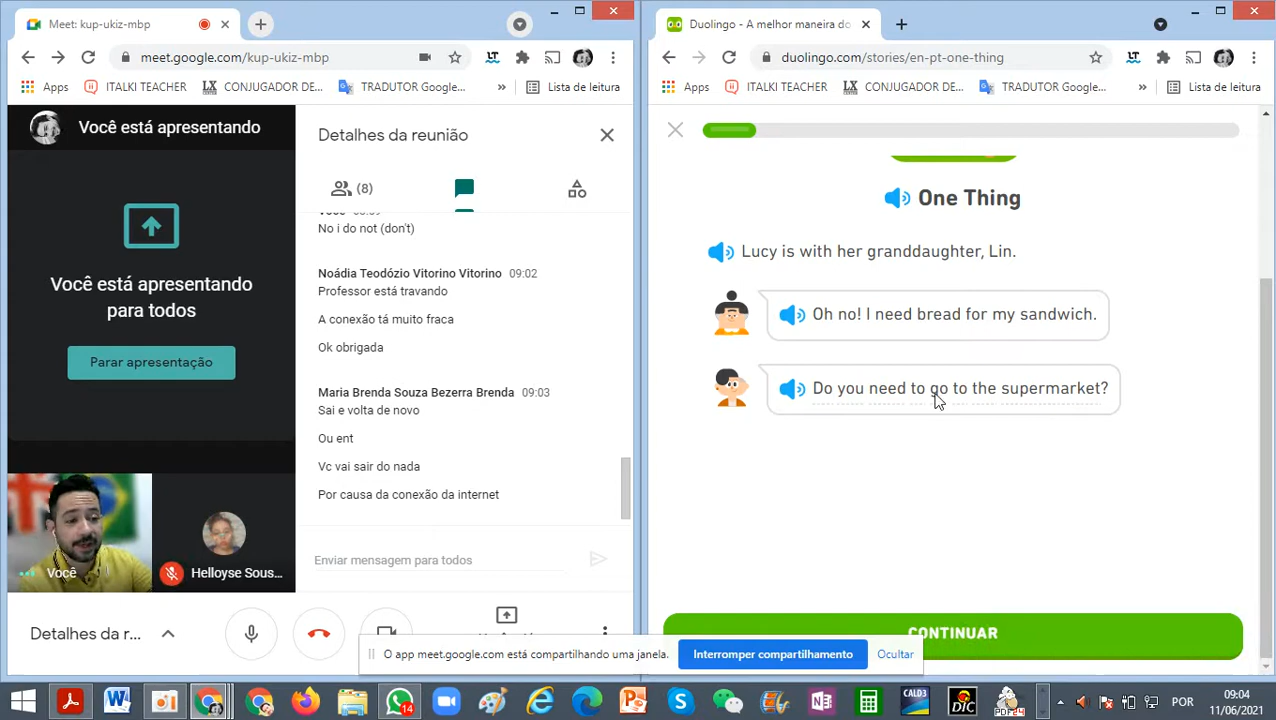 Meet: kup-ukiz-mbp
meet.google.com/kup-ukiz-mbp
Apps
ITALKI TEACHER
LX CONJUGADOR DE...
TRADUTOR Google...
»
Lista de leitura
Você está apresentando
Detalhes da reunião
(8)
Você está apresentando
para todos
Parar apresentação
No i do not (don't)
Noádia Teodózio Vitorino Vitorino 09:02
Professor está travando
A conexão tá muito fraca
Ok obrigada
Maria Brenda Souza Bezerra Brenda 09:03
Sai e volta de novo
Ou ent
Vc vai sair do nada
Por causa da conexão da internet
Enviar mensagem para todos
Você
Helloyse Sous...
Detalhes da r...
Duolingo - A melhor maneira do
duolingo.com/stories/en-pt-one-thing
Apps
ITALKI TEACHER
LX CONJUGADOR DE...
TRADUTOR Google...
»
Lista de leitura
One Thing
Lucy is with her granddaughter, Lin.
Oh no! I need bread for my sandwich.
Do you need to go to the supermarket?
CONTINUAR
O app meet.google.com está compartilhando uma janela.
Interromper compartilhamento
Ocultar
14
CALD3
DIC
PDF24
POR
09:04
11/06/2021